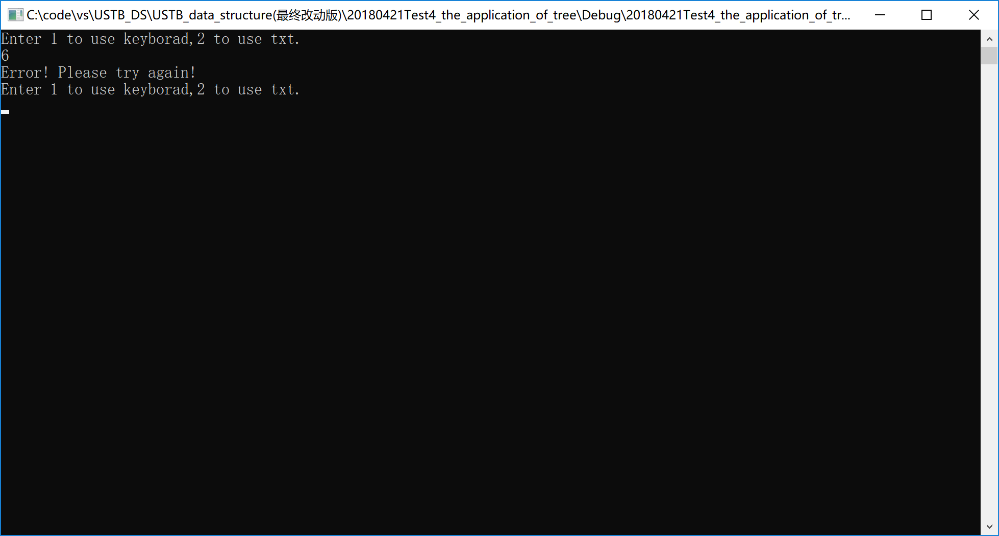 C:\code\vs\USTB_DS\USTB_data_structure(最终改动版)\20180421Test4_the_application_of_tree\Debug\20180421Test4_the_application_of_tr...
Enter 1 to use keyborad,2 to use txt.
6
Error! Please try again!
Enter 1 to use keyborad,2 to use txt.